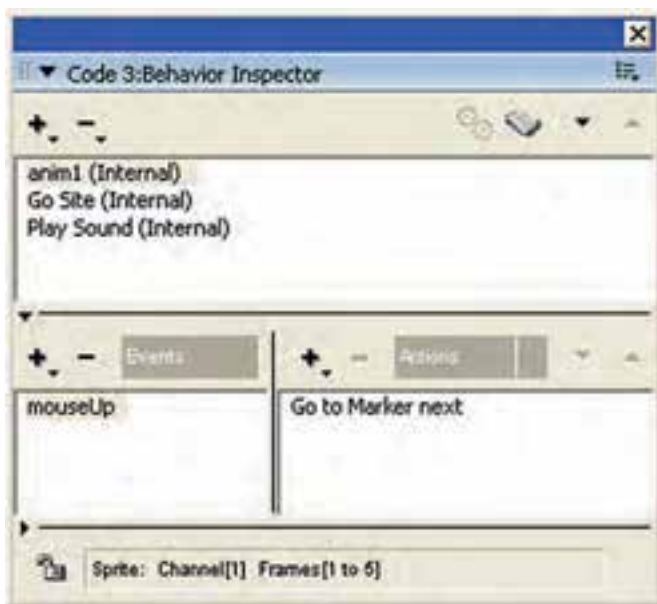 Code 3:Behavior Inspector
anim1 (Internal)
Go Site (Internal)
Play Sound (Internal)
Events
Actions
mouseUp
Go to Marker next
Sprite: Channel[1] Frames[1 to 5]